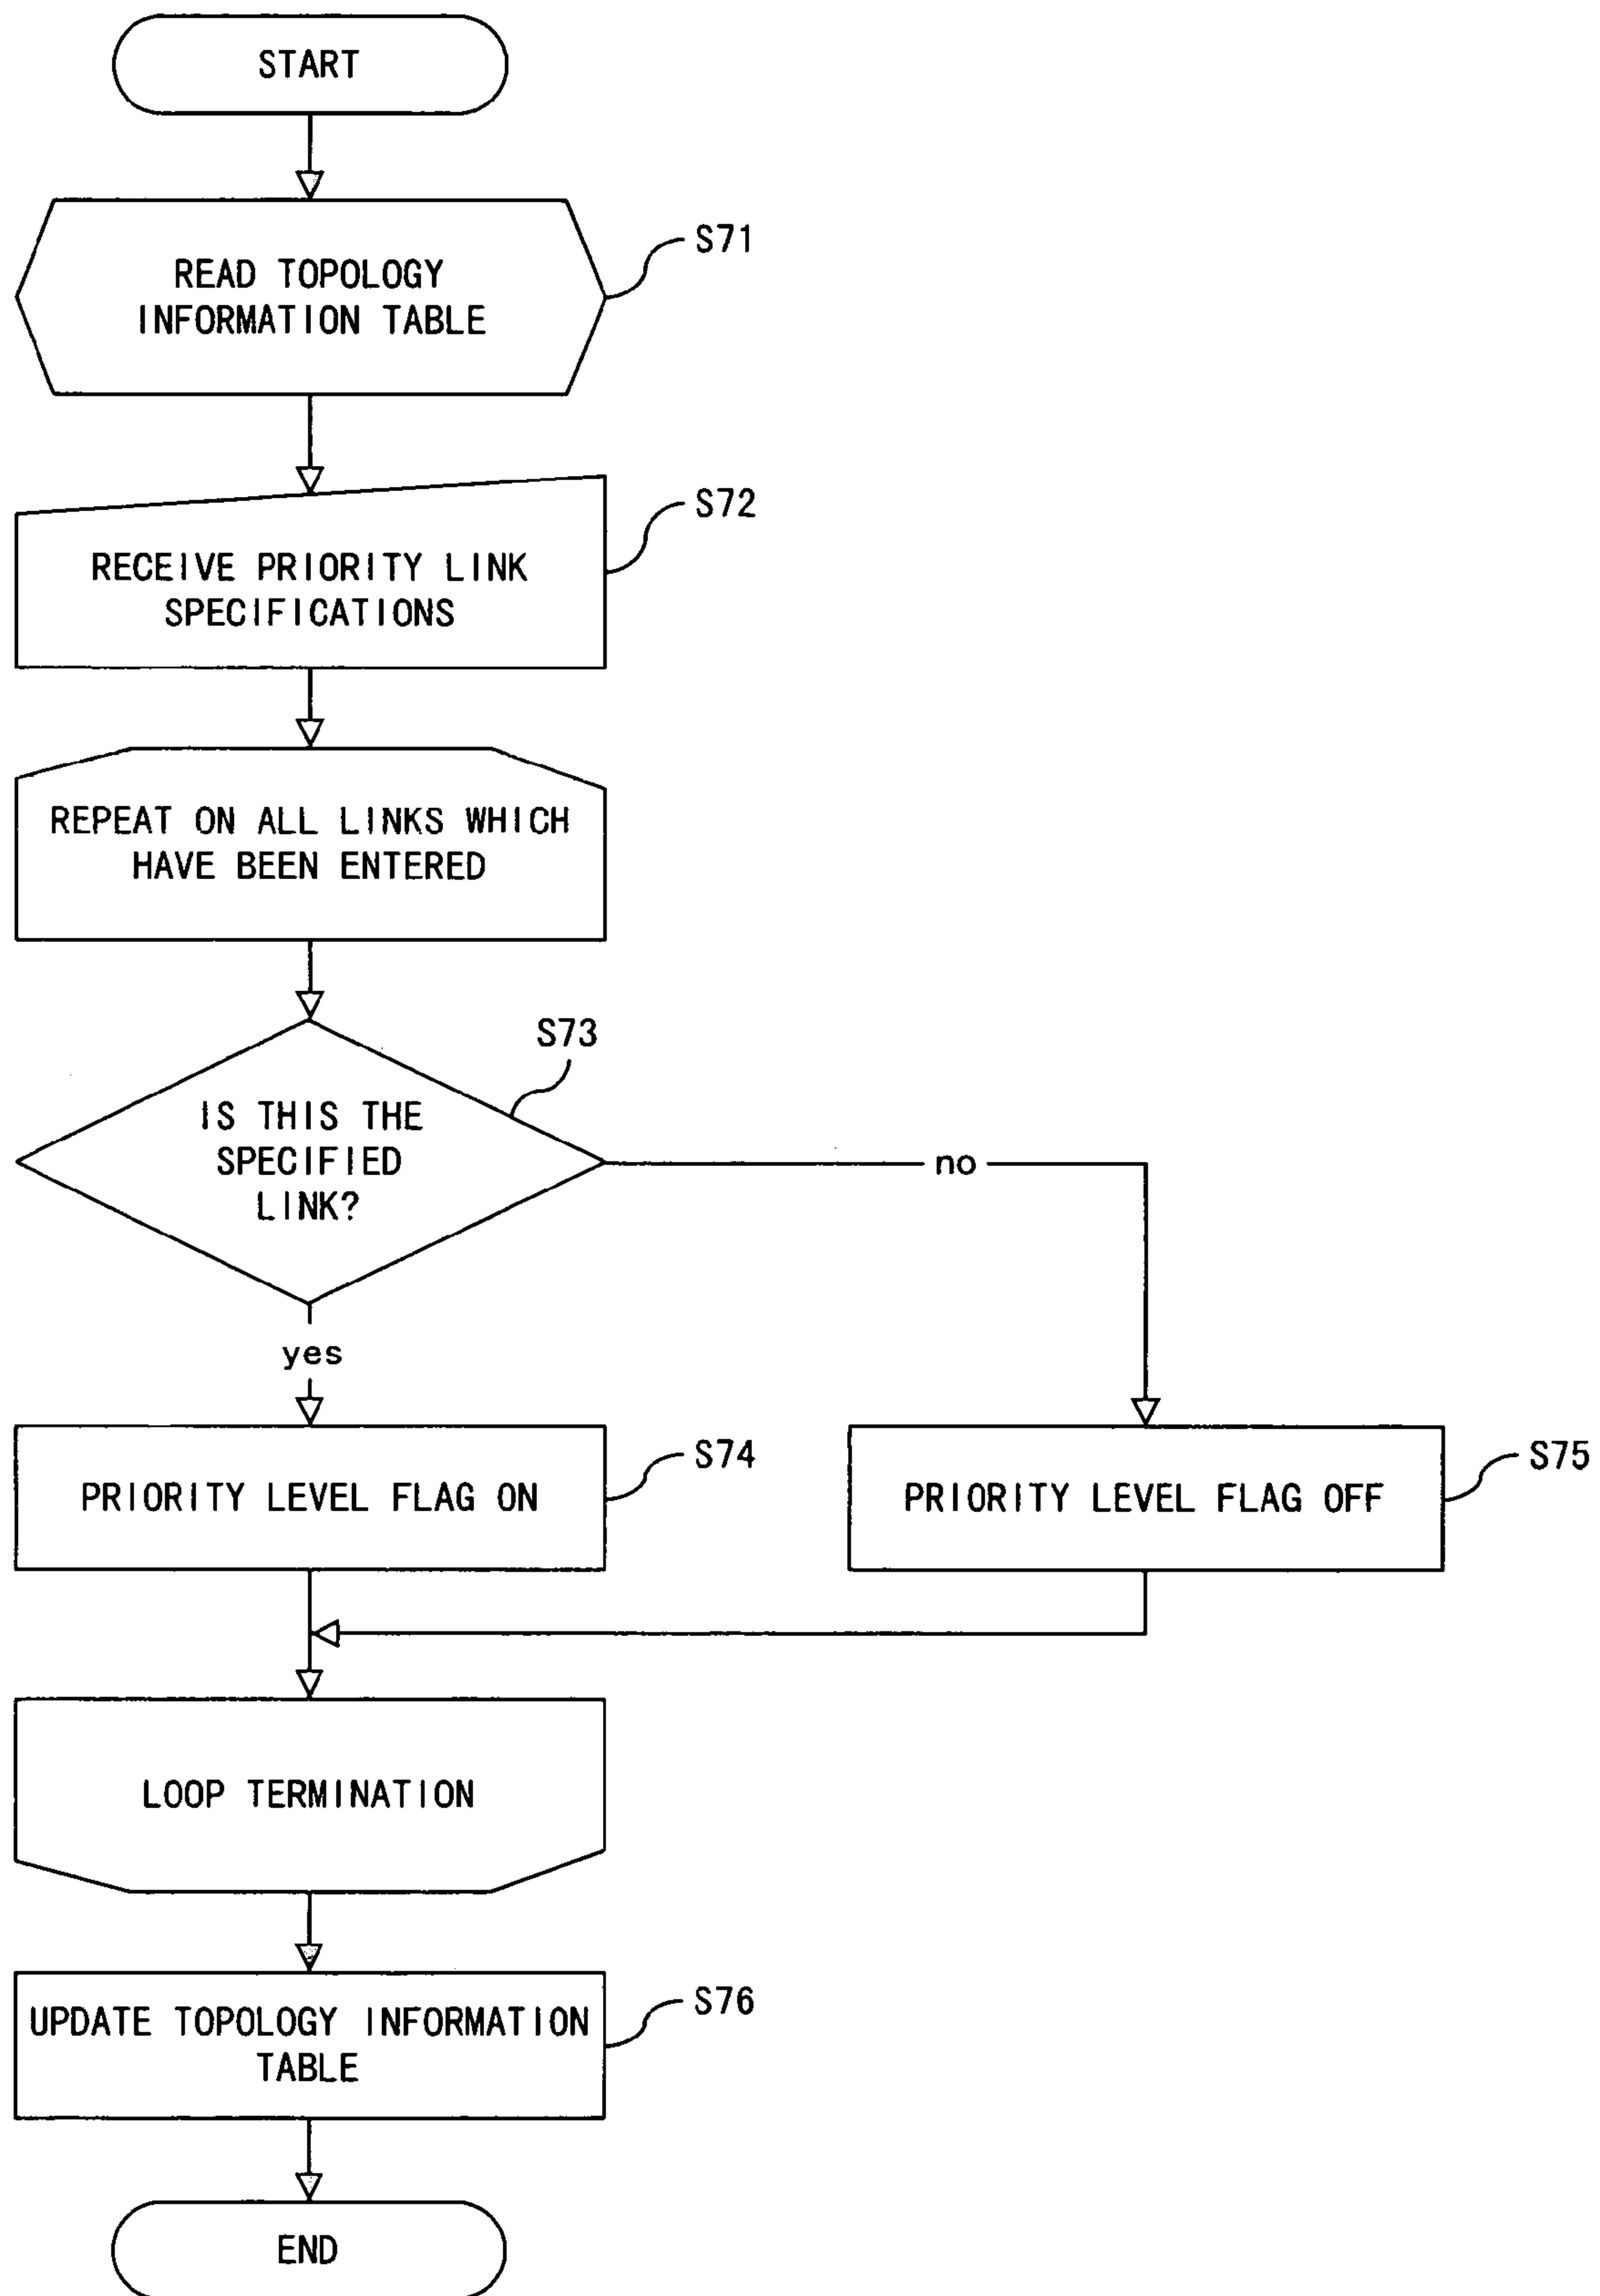 START
S71
READ TOPOLOGY
INFORMATION TABLE
S72
RECEIVE PRIORITY LINK
SPECIFICATIONS
REPEAT ON ALL LINKS WHICH
HAVE BEEN ENTERED
S73
IS THIS THE
SPECIFIED
LINK?
no
yes
S74
PRIORITY LEVEL FLAG ON
S75
PRIORITY LEVEL FLAG OFF
LOOP TERMINATION
S76
UPDATE TOPOLOGY INFORMATION
TABLE
END